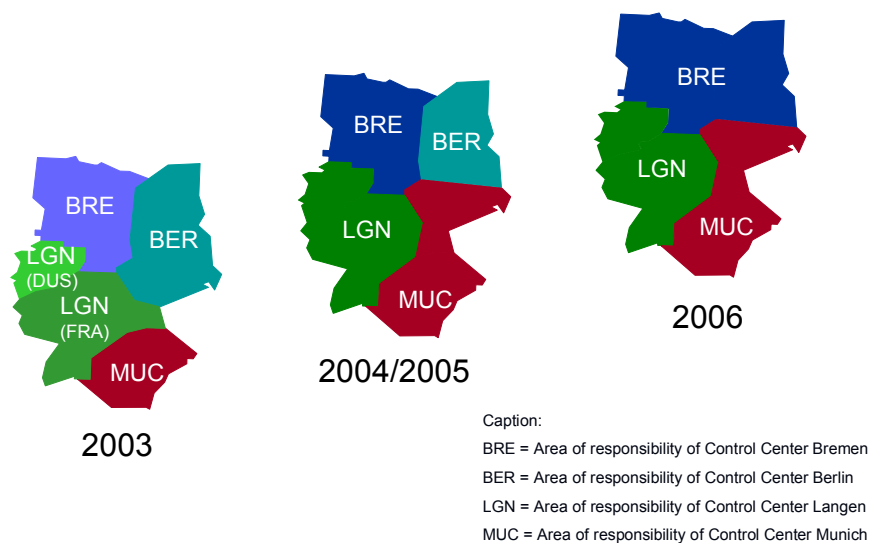 BRE
BER
LGN
(DUS)
LGN
(FRA)
MUC
2003
BRE
BER
LGN
MUC
2004/2005
BRE
LGN
MUC
2006
Caption:
BRE = Area of responsibility of Control Center Bremen
BER = Area of responsibility of Control Center Berlin
LGN = Area of responsibility of Control Center Langen
MUC = Area of responsibility of Control Center Munich